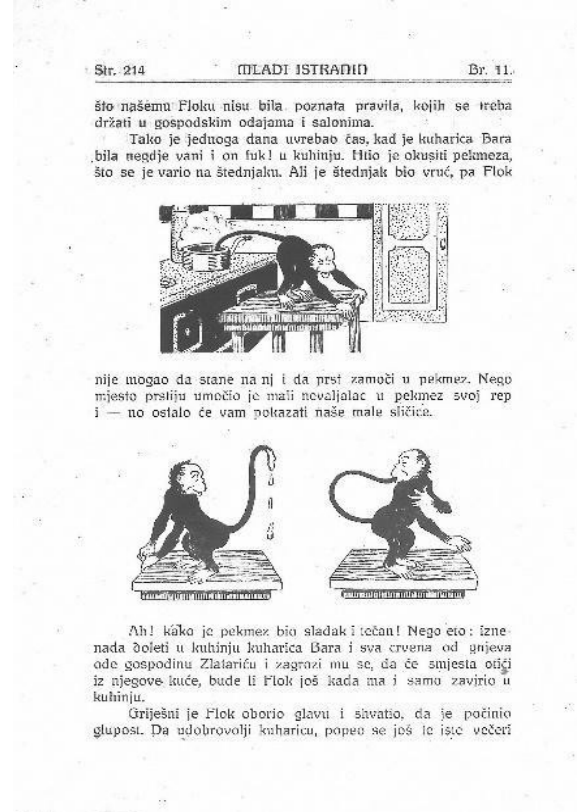 Str. 214 MLADI ISTRANIN Br. 11.
što našemu Floku nisu bila poznata pravila, kojih se treba
držati u gospodskim odajama i salonima.
Tako je jednoga dana uvrebao čas, kad je kuharica Bara
bila negdje vani i on fuk! u kuhinju. Htio je okusiti pekmeza,
što se je vario na štednjaku. Ali je štednjak bio vruć, pa Flok
nije mogao da stane na nj i da prst zamoči u pekmez. Nego
mjesto prstiju umočio je mali nevaljalac u pekmez svoj rep
i — no ostalo će vam pokazati naše male sličice.
Ah! kako je pekmez bio sladak i tečan! Nego eto: izne-
nada doleti u kuhinju kuharica Bara i sva crvena od gnjeva
ode gospodinu Zlatariću i zagrozi mu se, da će smjesta otići
iz njegove kuće, bude li Flok još kada ma i samo zavirio u
kuhinju.
Griješni je Flok oborio glavu i shvatio, da je počinio
glupost. Da udobrovolji kuharicu, popeo se još te iste večeri